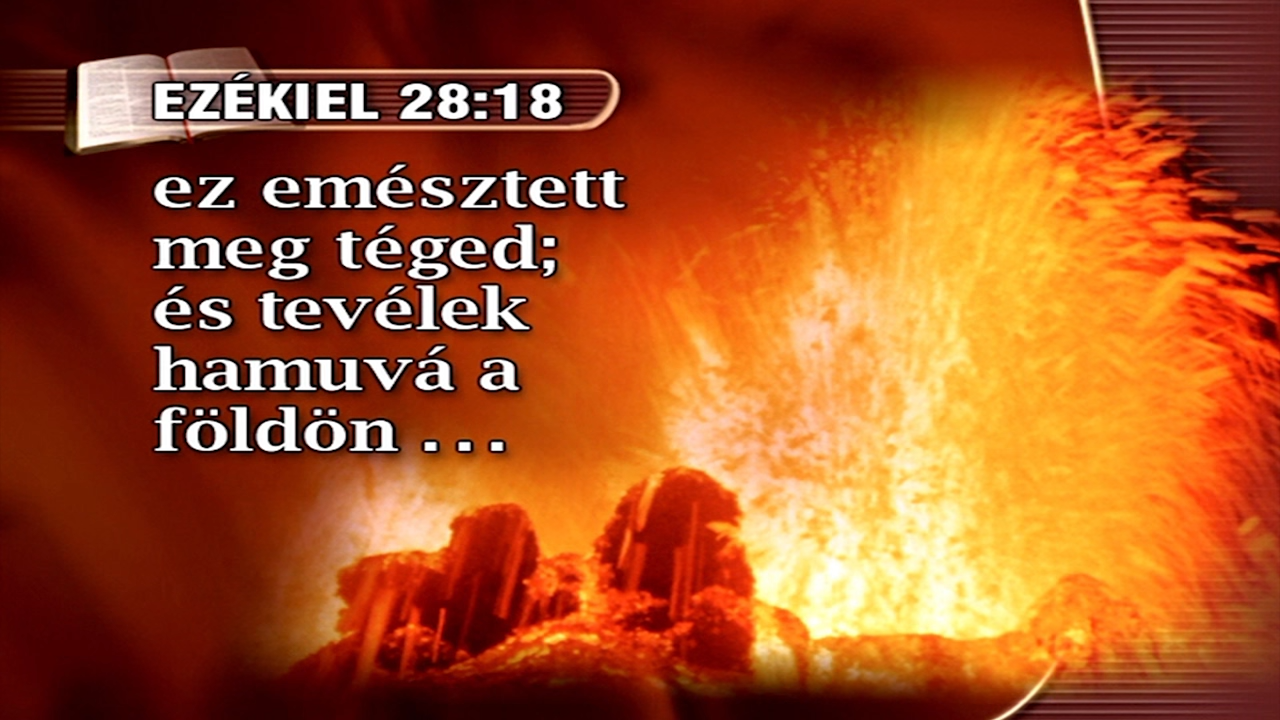 EZÉKIEL 28:18
ez emésztett
meg téged;
és tevélek
hamuvá a
földön . . .